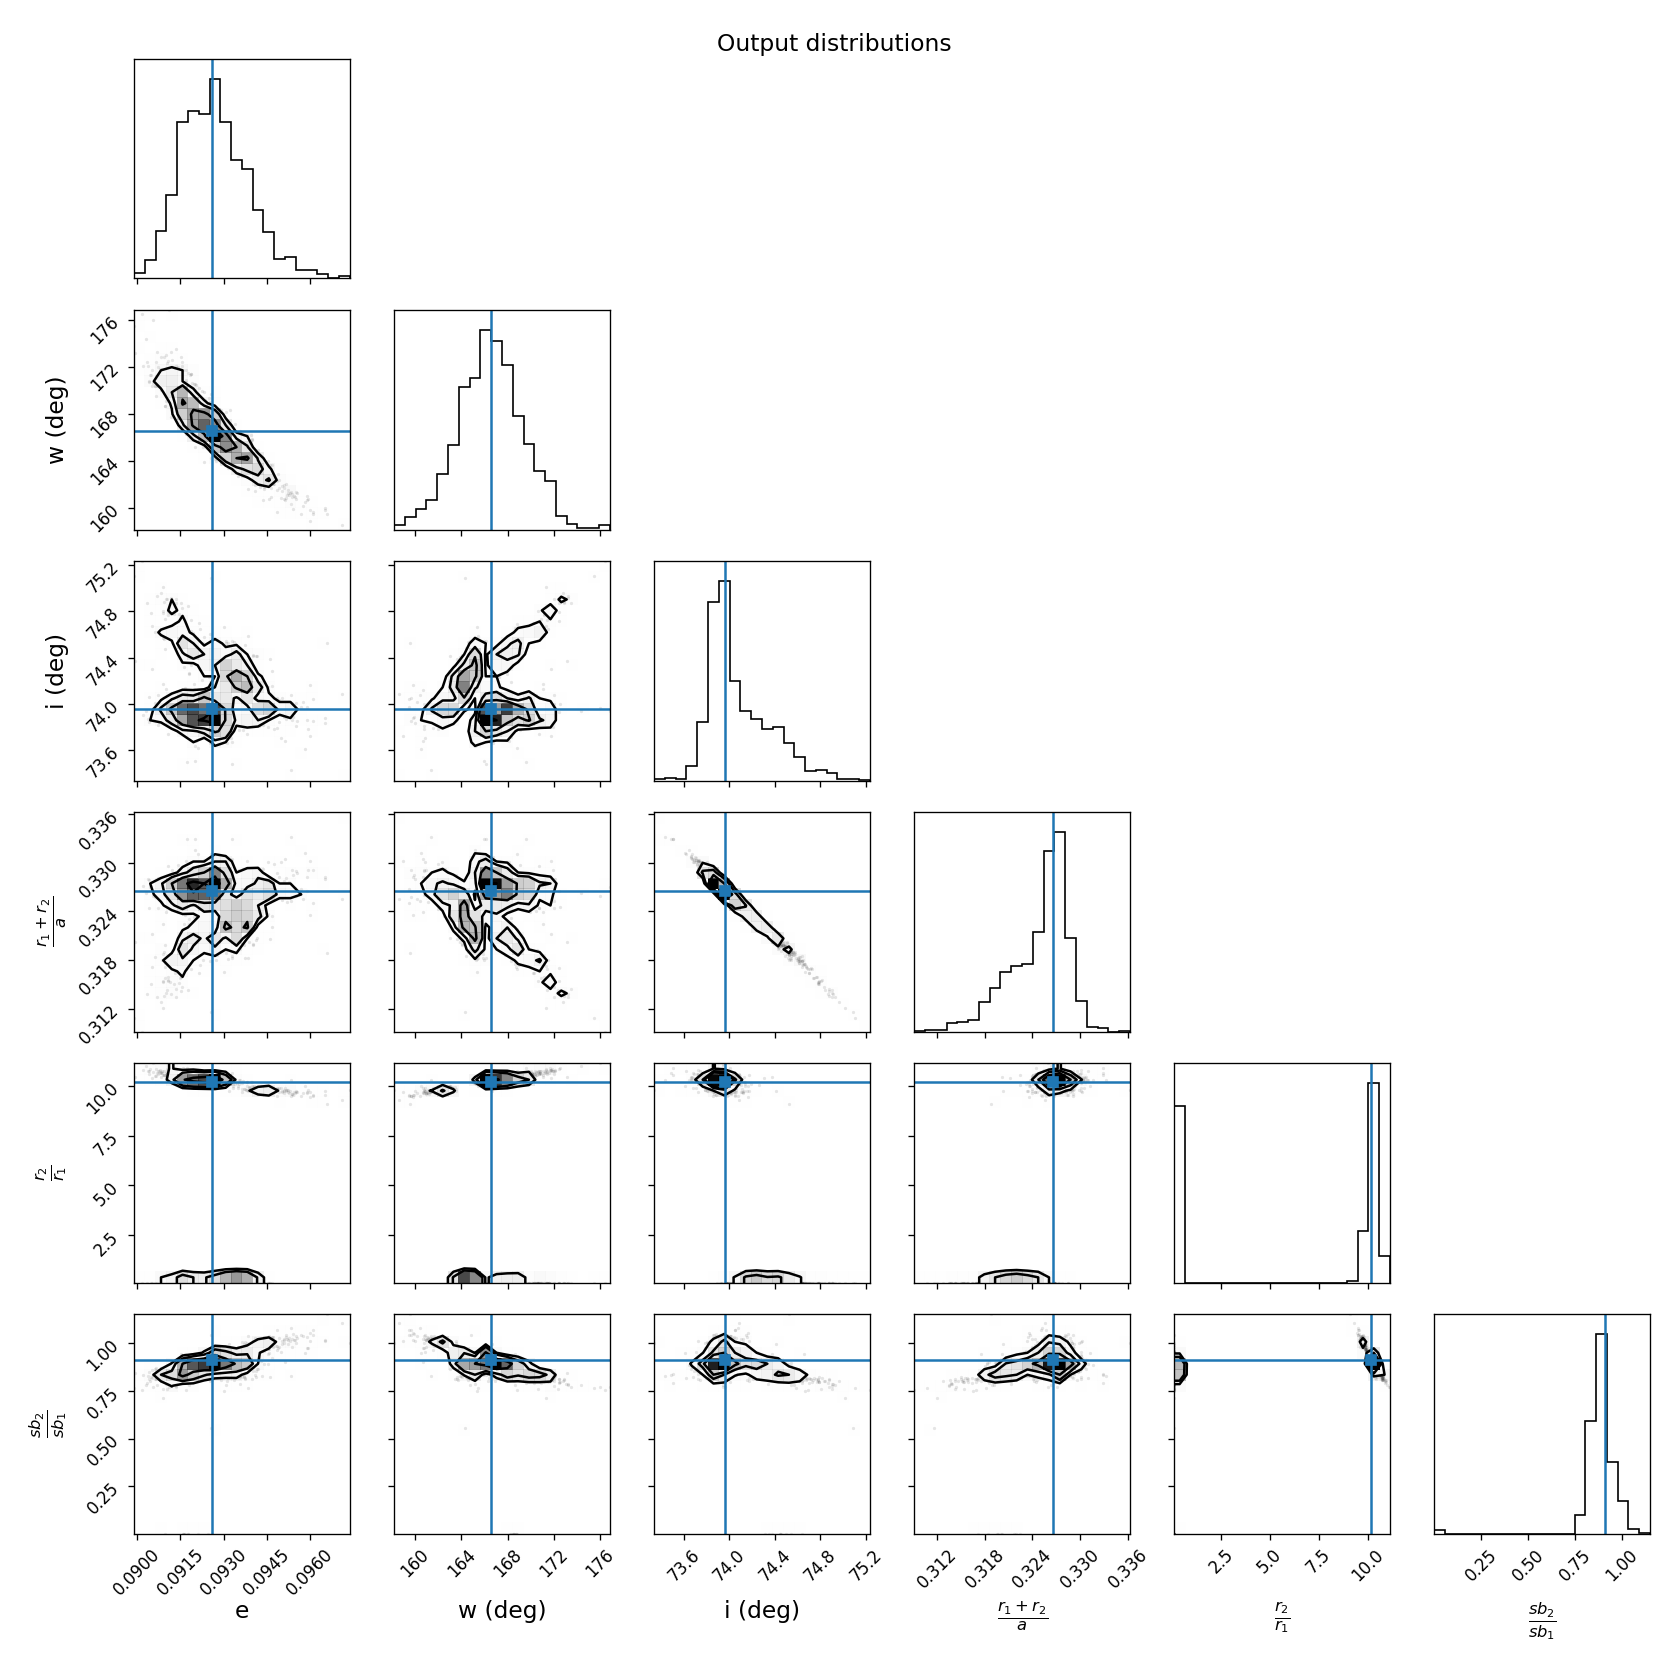 Output distributions
176
172
168
164
160
w (deg)
75.2
74.8
74.4
74.0
73.6
i (deg)
0.336
0.330
0.324
0.318
0.312
r₁ + r₂
a
10.0
7.5
5.0
2.5
r₂
r₁
1.00
0.75
0.50
0.25
sb₂
sb₁
0.0900 0.0915 0.0930 0.0945 0.0960
160 164 168 172 176
73.6 74.0 74.4 74.8 75.2
0.312 0.318 0.324 0.330 0.336
2.5 5.0 7.5 10.0
0.25 0.50 0.75 1.00
e
w (deg)
i (deg)
r₁ + r₂
a
r₂
r₁
sb₂
sb₁